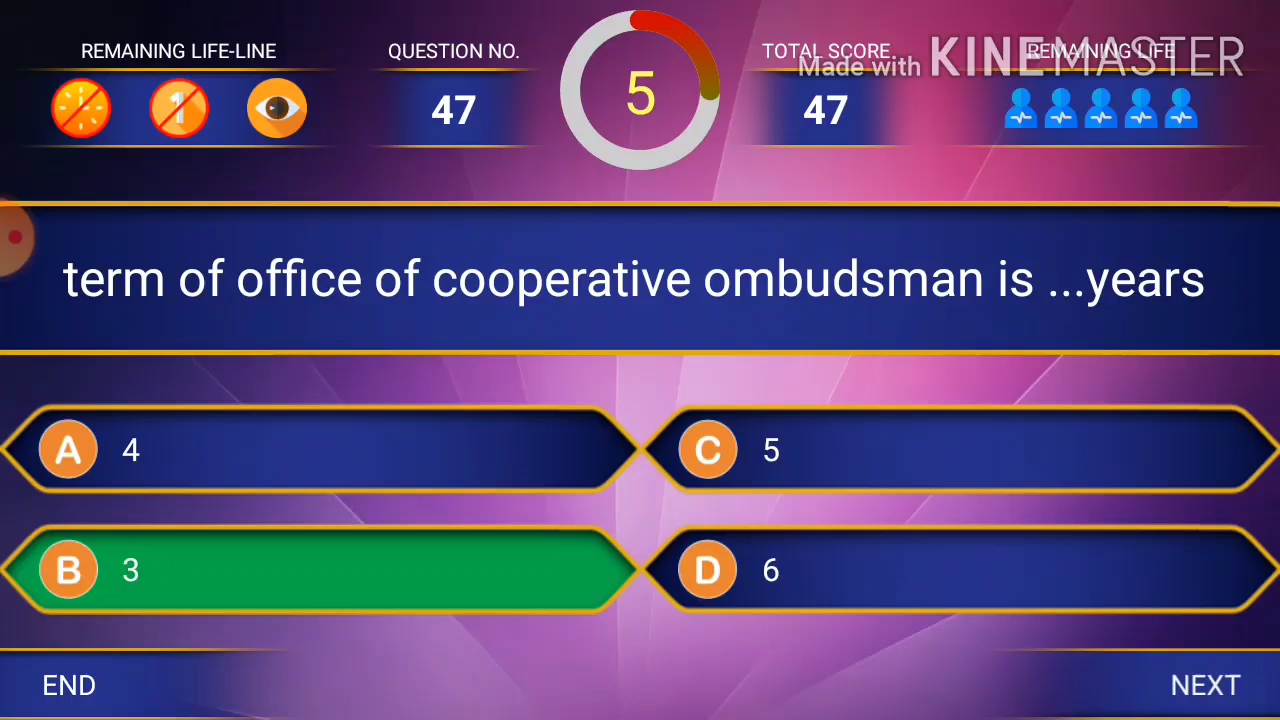 REMAINING LIFE-LINE
QUESTION NO.
TOTAL SCORE
REMAINING LIFE
Made with KINEMASTER
1
47
5
47
term of office of cooperative ombudsman is ...years
A 4
C 5
B 3
D 6
END
NEXT